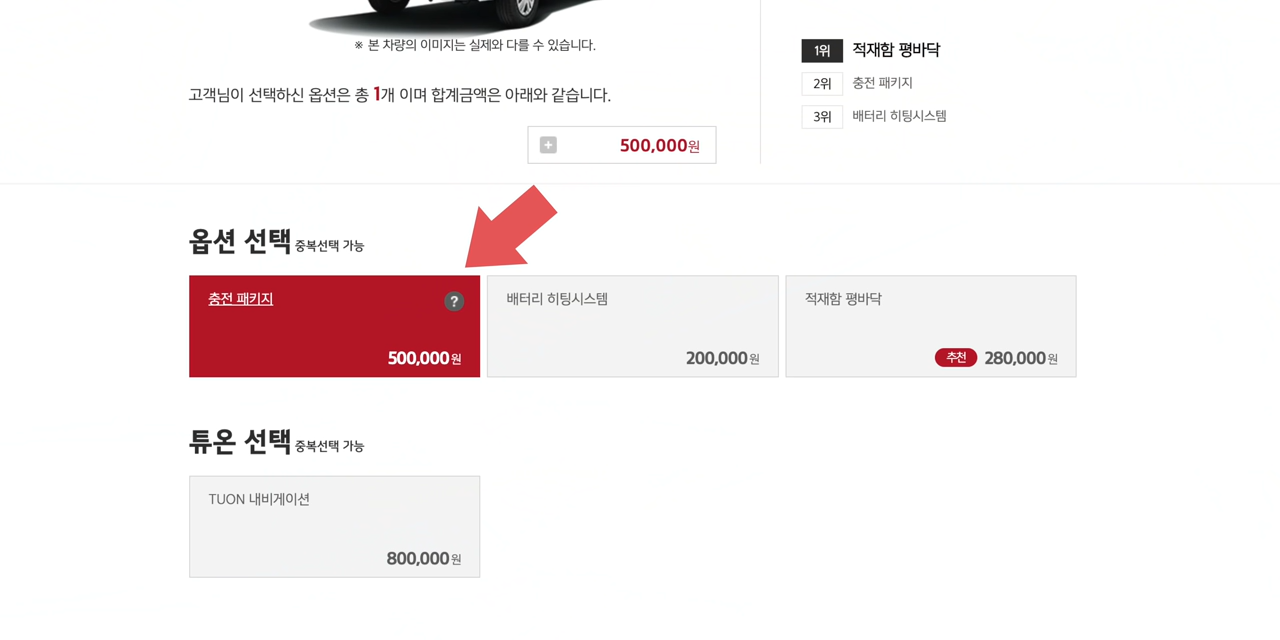 ※ 본 차량의 이미지는 실제와 다를 수 있습니다.
고객님이 선택하신 옵션은 총 1개 이며 합계금액은 아래와 같습니다.
+ 500,000원
1위 적재함 평바닥
2위 충전 패키지
3위 배터리 히팅시스템
옵션 선택 중복선택 가능
충전 패키지 ?
500,000원
배터리 히팅시스템
200,000원
적재함 평바닥
추천 280,000원
튜온 선택 중복선택 가능
TUON 내비게이션
800,000원